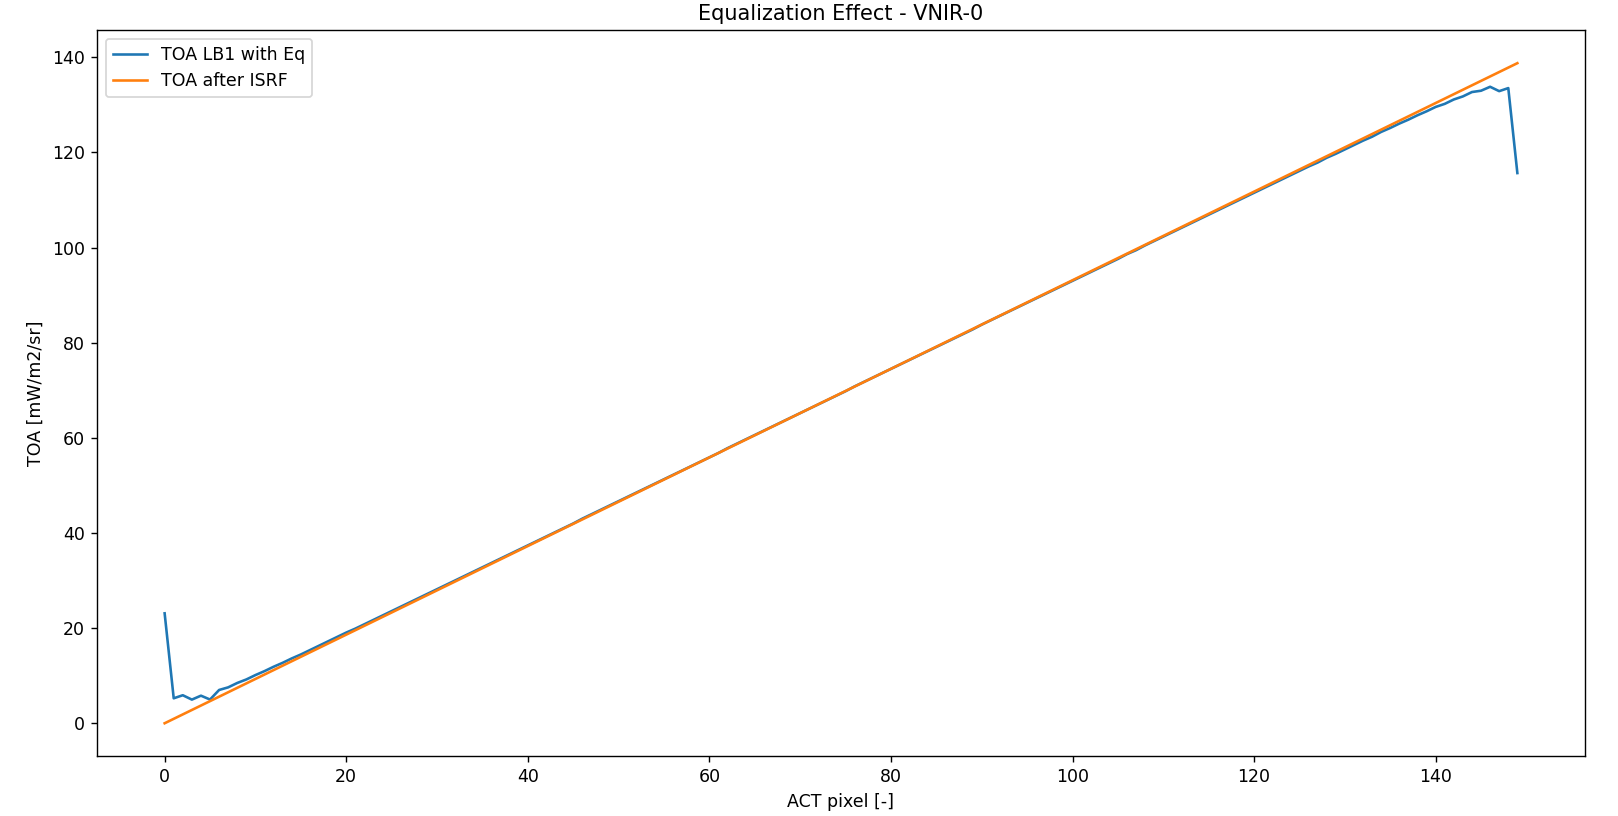 Equalization Effect - VNIR-0
TOA LB1 with Eq
TOA after ISRF
TOA [mW/m2/sr]
140
120
100
80
60
40
20
0
0 20 40 60 80 100 120 140
ACT pixel [-]